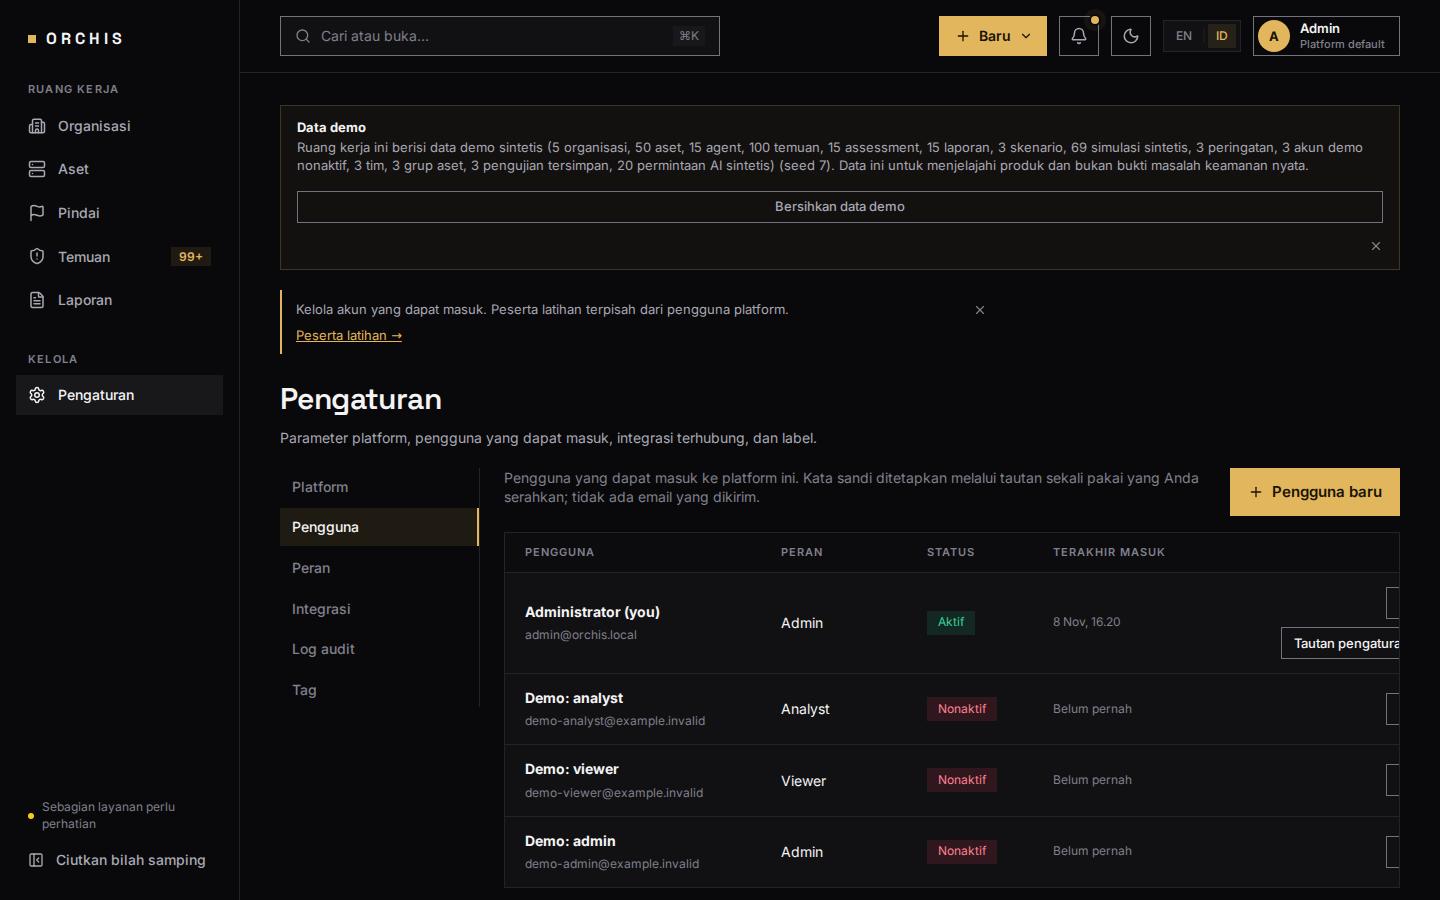 ORCHIS
Cari atau buka...
⌘K
Baru
EN
ID
A
Admin
Platform default
RUANG KERJA
Organisasi
Aset
Pindai
Temuan
99+
Laporan
KELOLA
Pengaturan
Sebagian layanan perlu
perhatian
Ciutkan bilah samping
Data demo
Ruang kerja ini berisi data demo sintetis (5 organisasi, 50 aset, 15 agent, 100 temuan, 15 assessment, 15 laporan, 3 skenario, 69 simulasi sintetis, 3 peringatan, 3 akun demo
nonaktif, 3 tim, 3 grup aset, 3 pengujian tersimpan, 20 permintaan AI sintetis) (seed 7). Data ini untuk menjelajahi produk dan bukan bukti masalah keamanan nyata.
Bersihkan data demo
Kelola akun yang dapat masuk. Peserta latihan terpisah dari pengguna platform.
Peserta latihan →
Pengaturan
Parameter platform, pengguna yang dapat masuk, integrasi terhubung, dan label.
Platform
Pengguna
Peran
Integrasi
Log audit
Tag
Pengguna yang dapat masuk ke platform ini. Kata sandi ditetapkan melalui tautan sekali pakai yang Anda
serahkan; tidak ada email yang dikirim.
Pengguna baru
PENGGUNA
PERAN
STATUS
TERAKHIR MASUK
Administrator (you)
admin@orchis.local
Admin
Aktif
8 Nov, 16.20
Tautan pengatura
Demo: analyst
demo-analyst@example.invalid
Analyst
Nonaktif
Belum pernah
Demo: viewer
demo-viewer@example.invalid
Viewer
Nonaktif
Belum pernah
Demo: admin
demo-admin@example.invalid
Admin
Nonaktif
Belum pernah